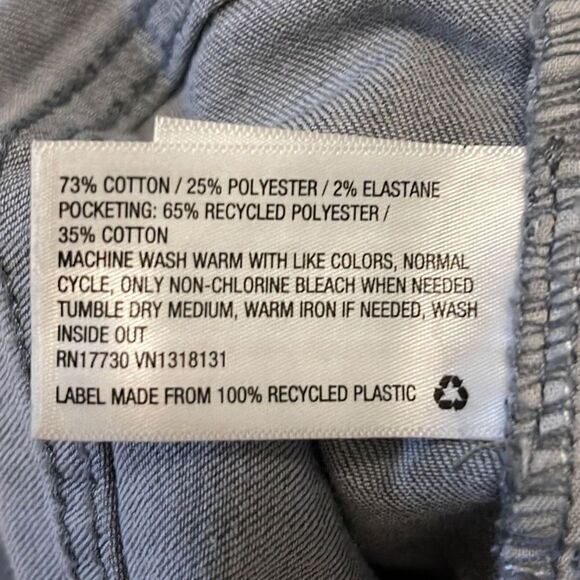 73% COTTON / 25% POLYESTER / 2% ELASTANE
POCKETING: 65% RECYCLED POLYESTER /
35% COTTON
MACHINE WASH WARM WITH LIKE COLORS, NORMAL
CYCLE, ONLY NON-CHLORINE BLEACH WHEN NEEDED
TUMBLE DRY MEDIUM, WARM IRON IF NEEDED, WASH
INSIDE OUT
RN17730 VN1318131
LABEL MADE FROM 100% RECYCLED PLASTIC